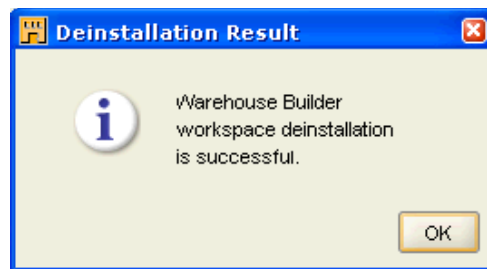 Deinstallation Result
Warehouse Builder
workspace deinstallation
is successful.
OK